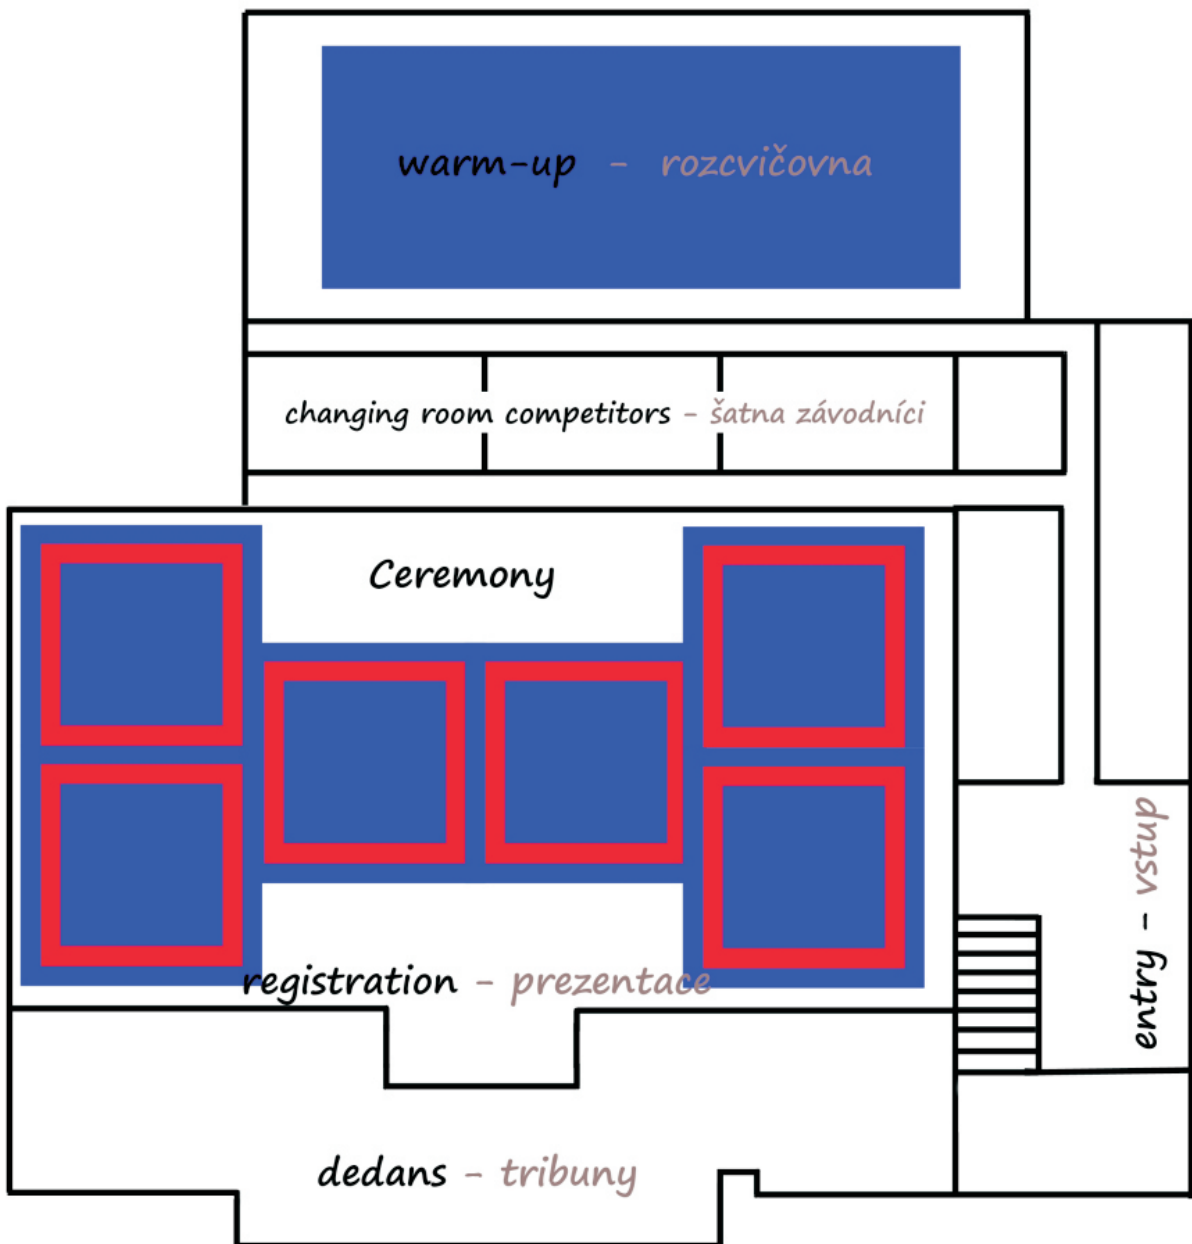 warm-up - rozcvičovna
changing room competitors - šatna závodníci
Ceremony
entry - vstup
registration - prezentace
dedans - tribuny